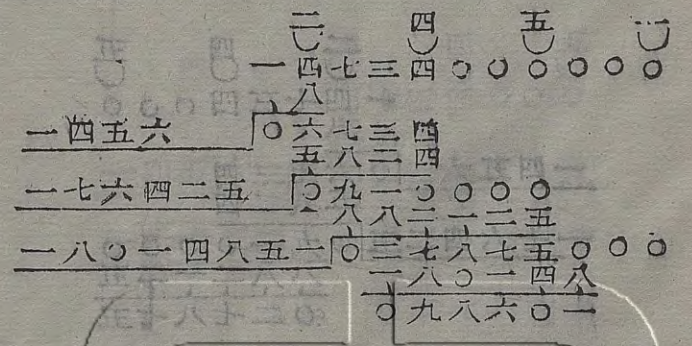 二 四 五 一
一四七三四〇〇〇〇〇〇
八
一四五六 〇六七三四
五八二四
一七六四二五 〇九一〇〇〇〇
八八二一二五
一八〇一四八五一 〇三七八七五〇〇〇
一八〇一四八
〇九八六〇一